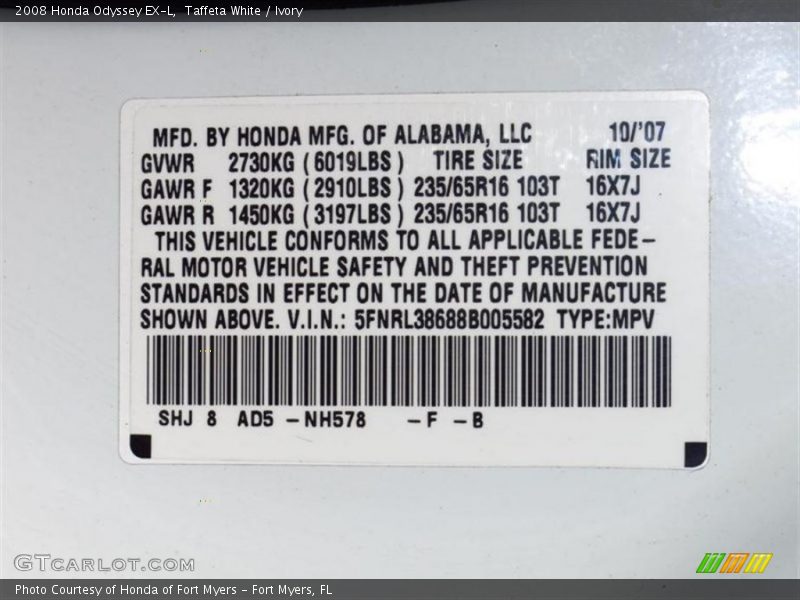 2008 Honda Odyssey EX-L, Taffeta White / Ivory
MFD. BY HONDA MFG. OF ALABAMA, LLC 10/'07
GVWR 2730KG (6019LBS) TIRE SIZE RIM SIZE
GAWR F 1320KG (2910LBS) 235/65R16 103T 16X7J
GAWR R 1450KG (3197LBS) 235/65R16 103T 16X7J
THIS VEHICLE CONFORMS TO ALL APPLICABLE FEDE-
RAL MOTOR VEHICLE SAFETY AND THEFT PREVENTION
STANDARDS IN EFFECT ON THE DATE OF MANUFACTURE
SHOWN ABOVE. V.I.N.: 5FNRL38688B005582 TYPE:MPV
SHJ 8 AD5 -NH578 -F -B
GTCARLOT.COM
Photo Courtesy of Honda of Fort Myers - Fort Myers, FL